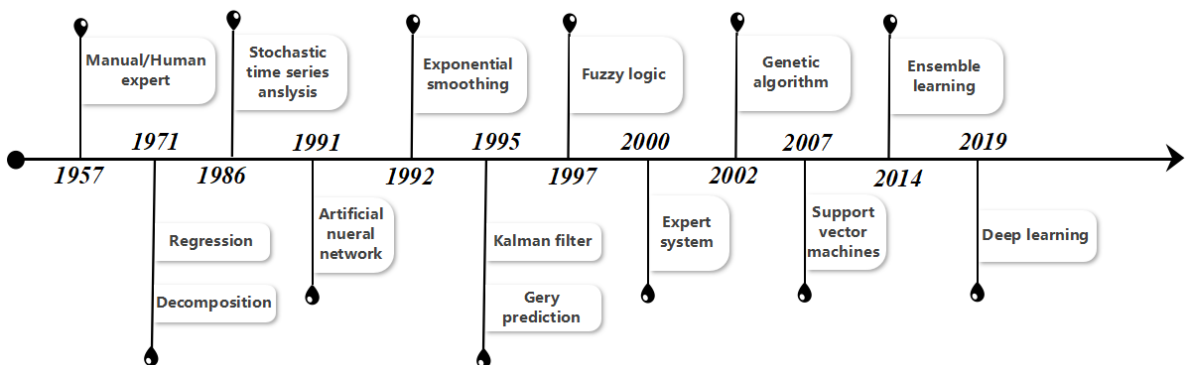 Manual/Human
expert
Stochastic
time series
anslysis
Exponential
smoothing
Fuzzy logic
Genetic
algorithm
Ensemble
learning
1971
1991
1995
2000
2007
2019
1957
1986
1992
1997
2002
2014
Regression
Decomposition
Artificial
nueral
network
Kalman filter
Gery
prediction
Expert
system
Support
vector
machines
Deep learning